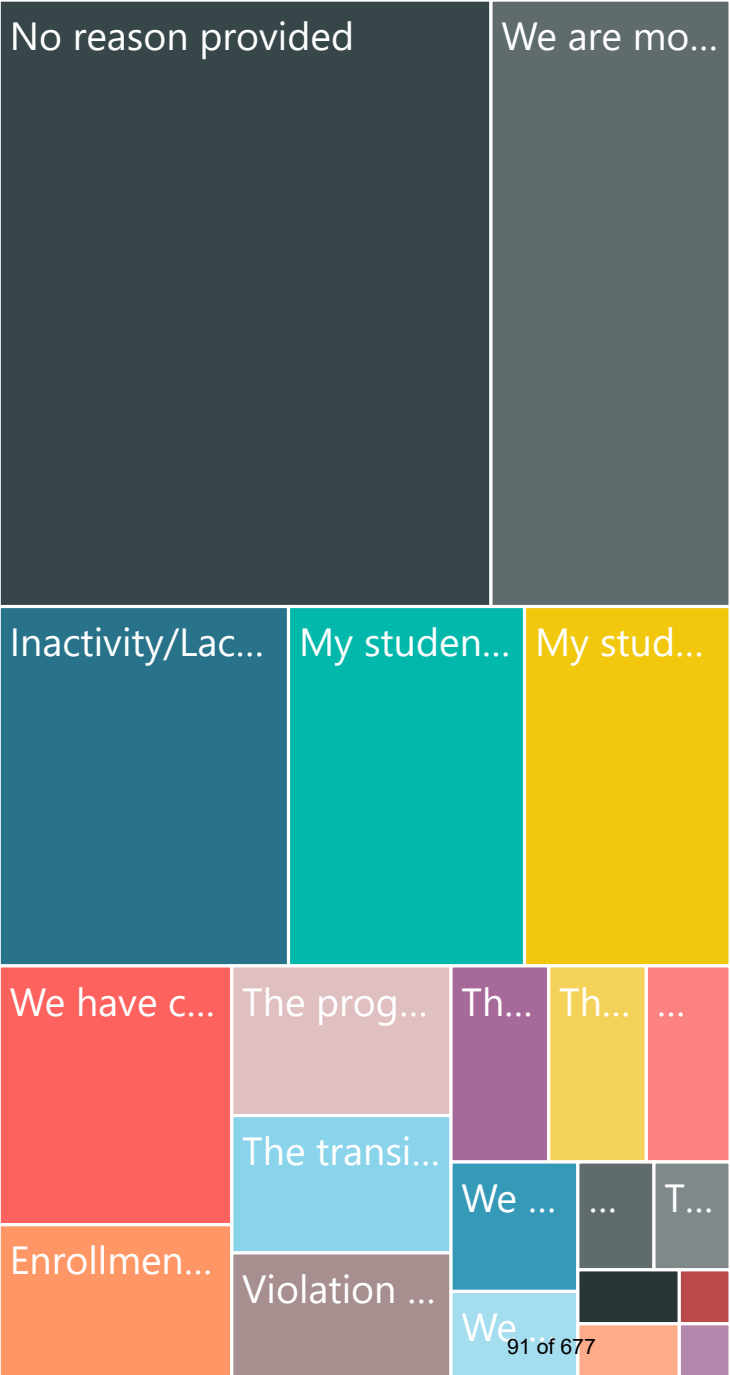 No reason provided
We are mo...
Inactivity/Lac...
My studen...
My stud...
We have c...
The prog...
Th...
Th...
...
The transi...
We ...
...
T...
Enrollmen...
Violation ...
We ...
91 of 677